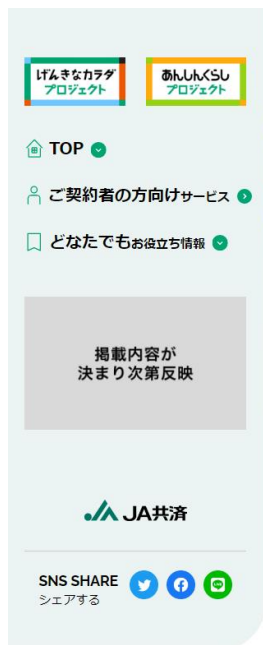 げんきなカラダ
プロジェクト
あんしんくらし
プロジェクト
TOP
ご契約者の方向けサービス
どなたでもお役立ち情報
掲載内容が
決まり次第反映
JA共済
SNS SHARE
シェアする
LINE